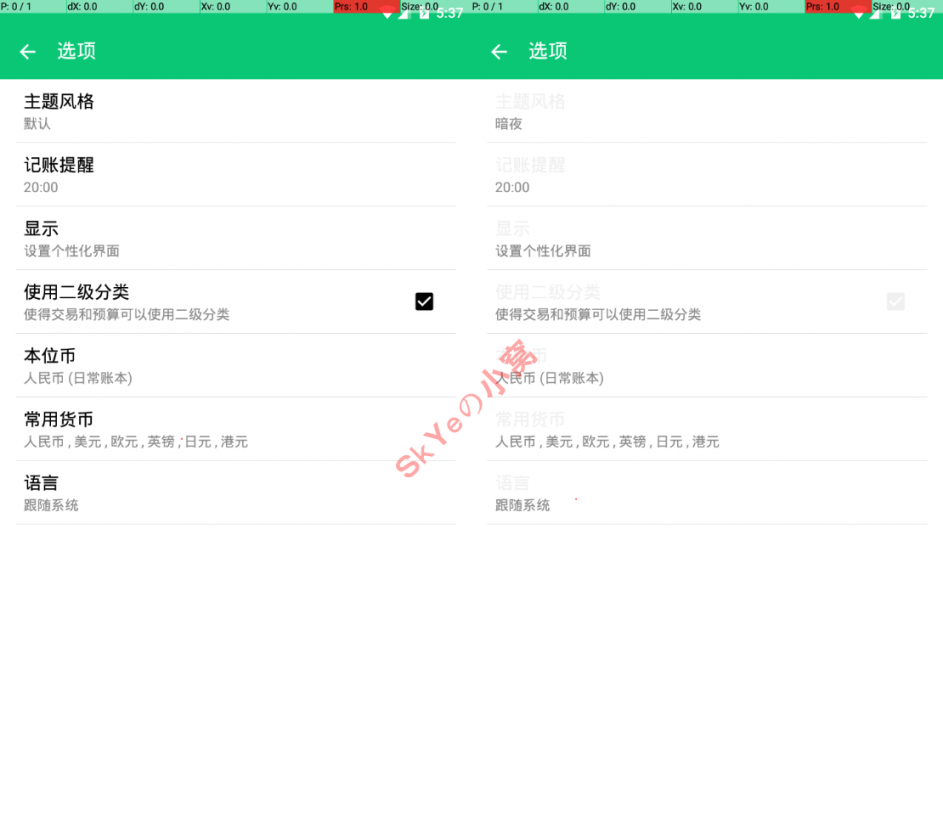 P: 0 / 1 dX: 0.0 dY: 0.0 Xv: 0.0 Yv: 0.0 Prs: 1.0 Size: 0.0 5:37
选项
主题风格
默认
记账提醒
20:00
显示
设置个性化界面
使用二级分类
使得交易和预算可以使用二级分类
本位币
人民币 (日常账本)
常用货币
人民币 , 美元 , 欧元 , 英镑 , 日元 , 港元
语言
跟随系统
P: 0 / 1 dX: 0.0 dY: 0.0 Xv: 0.0 Yv: 0.0 Prs: 1.0 Size: 0.0 5:37
选项
主题风格
暗夜
记账提醒
20:00
显示
设置个性化界面
使用二级分类
使得交易和预算可以使用二级分类
本位币
人民币 (日常账本)
常用货币
人民币 , 美元 , 欧元 , 英镑 , 日元 , 港元
语言
跟随系统
SkYeの小窝